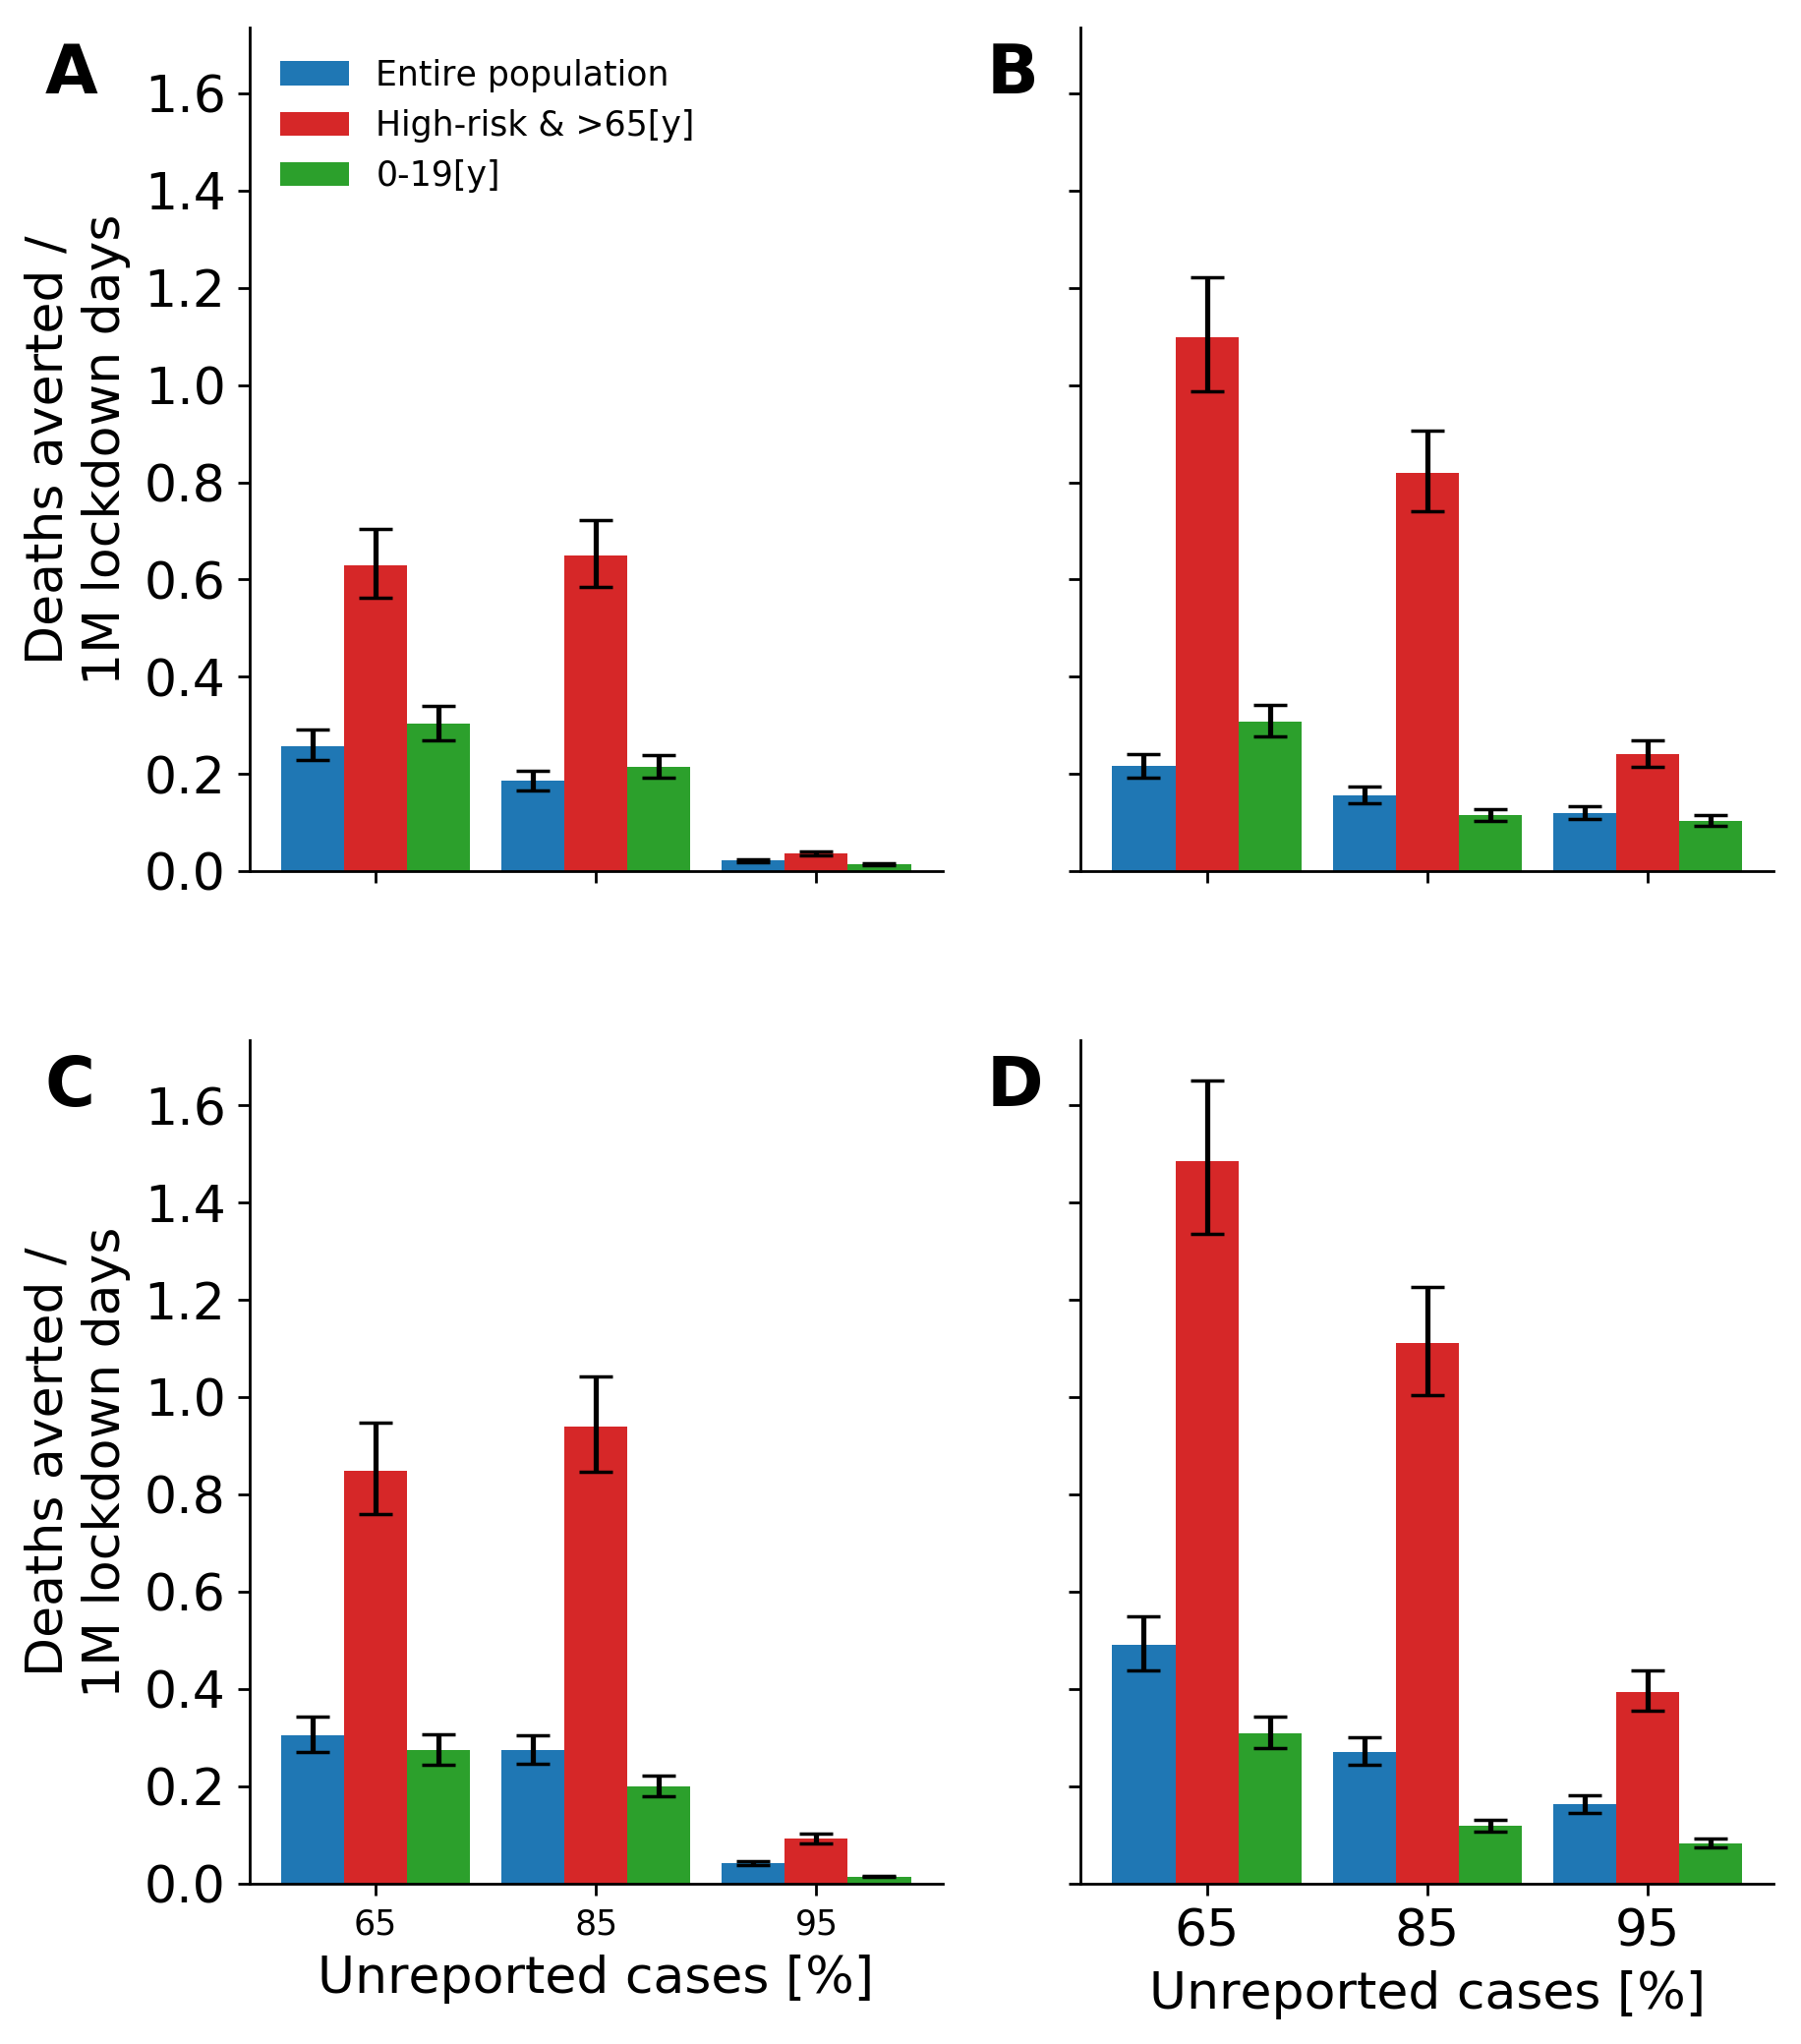 A
1.6
1.4
1.2
1.0
0.8
0.6
0.4
0.2
0.0
Deaths averted /
1M lockdown days
Entire population
High-risk & >65[y]
0-19[y]
B
C
1.6
1.4
1.2
1.0
0.8
0.6
0.4
0.2
0.0
Deaths averted /
1M lockdown days
65 85 95
Unreported cases [%]
D
65 85 95
Unreported cases [%]